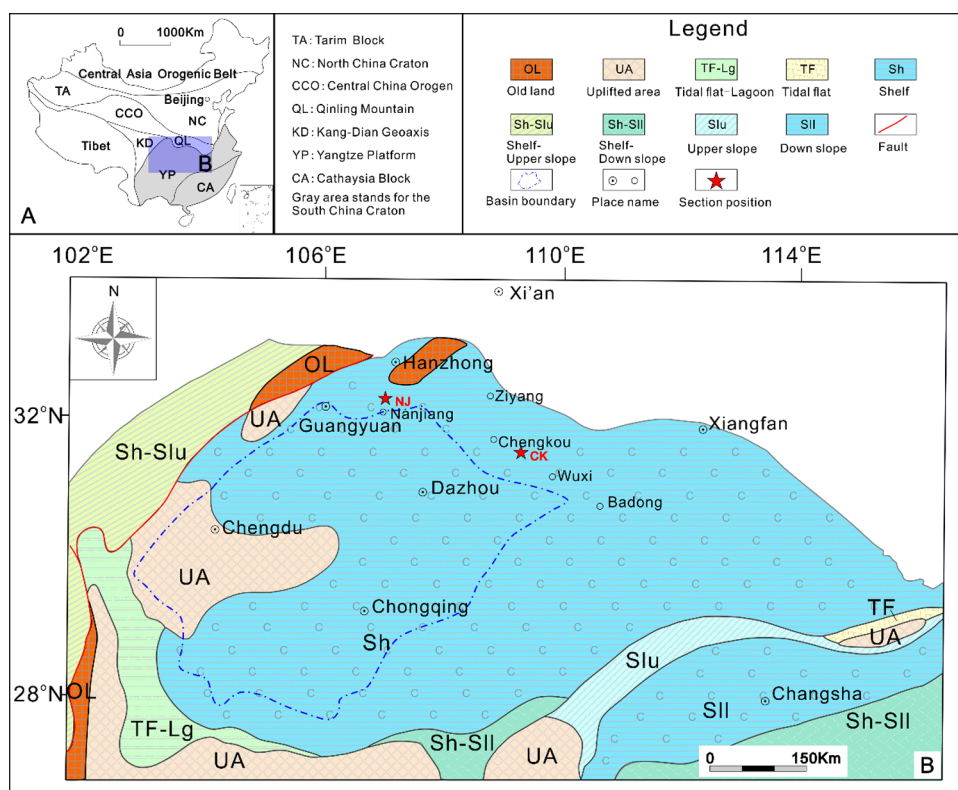 0 1000Km
Central Asia Orogenic Belt
TA
Beijing
CCO
NC
Tibet
KD
QL
B
YP
CA
A
TA: Tarim Block
NC: North China Craton
CCO: Central China Orogen
QL: Qinling Mountain
KD: Kang-Dian Geoaxis
YP: Yangtze Platform
CA: Cathaysia Block
Gray area stands for the
South China Craton
Legend
OL UA TF-Lg TF Sh
Old land Uplifted area Tidal flat-Lagoon Tidal flat Shelf
Sh-Slu Sh-Sll Slu Sll
Shelf-
Upper slope
Shelf-
Down slope
Upper slope Down slope Fault
Basin boundary Place name Section position
102°E 106°E 110°E 114°E
N
Xi'an
OL
Hanzhong
NJ
Ziyang
32°N
UA
Nanjiang
Guangyuan
Xiangfan
Sh-Slu
Chengkou
CK
Wuxi
Dazhou
Badong
Chengdu
UA
Chongqing
TF
Sh
UA
Slu
28°N
OL
Changsha
Sll
TF-Lg
Sh-Sll
Sh-Sll
UA
UA
0 150Km
B